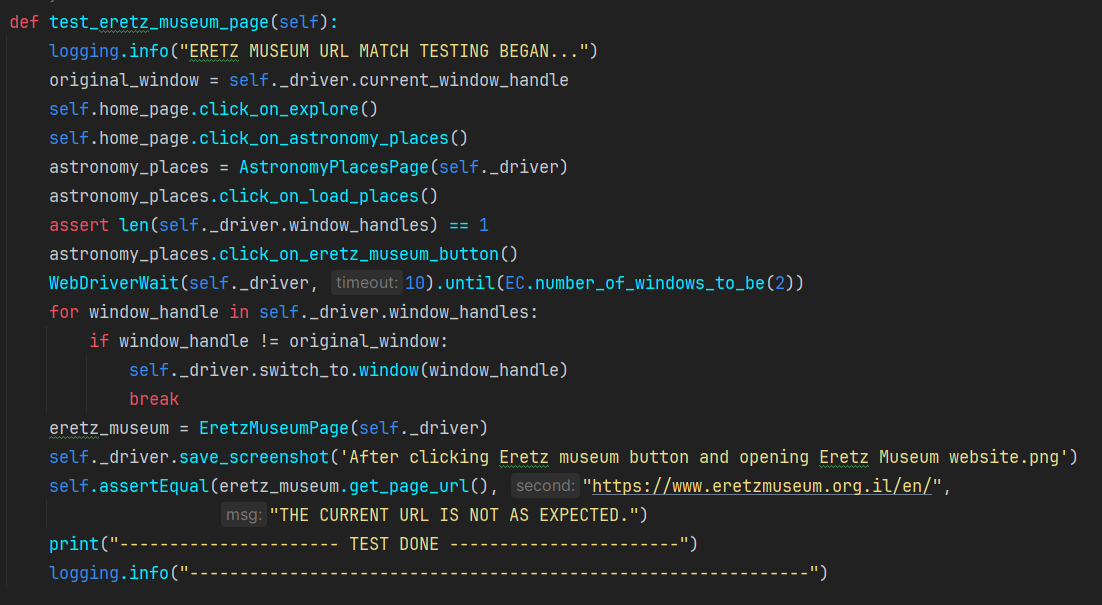 def test_eretz_museum_page(self):
    logging.info("ERETZ MUSEUM URL MATCH TESTING BEGAN...")
    original_window = self._driver.current_window_handle
    self.home_page.click_on_explore()
    self.home_page.click_on_astronomy_places()
    astronomy_places = AstronomyPlacesPage(self._driver)
    astronomy_places.click_on_load_places()
    assert len(self._driver.window_handles) == 1
    astronomy_places.click_on_eretz_museum_button()
    WebDriverWait(self._driver, timeout: 10).until(EC.number_of_windows_to_be(2))
    for window_handle in self._driver.window_handles:
        if window_handle != original_window:
            self._driver.switch_to.window(window_handle)
            break
    eretz_museum = EretzMuseumPage(self._driver)
    self._driver.save_screenshot('After clicking Eretz museum button and opening Eretz Museum website.png')
    self.assertEqual(eretz_museum.get_page_url(), second: "https://www.eretzmuseum.org.il/en/",
                     msg: "THE CURRENT URL IS NOT AS EXPECTED.")
    print("---------------------- TEST DONE -----------------------")
    logging.info("--------------------------------------------------------------")